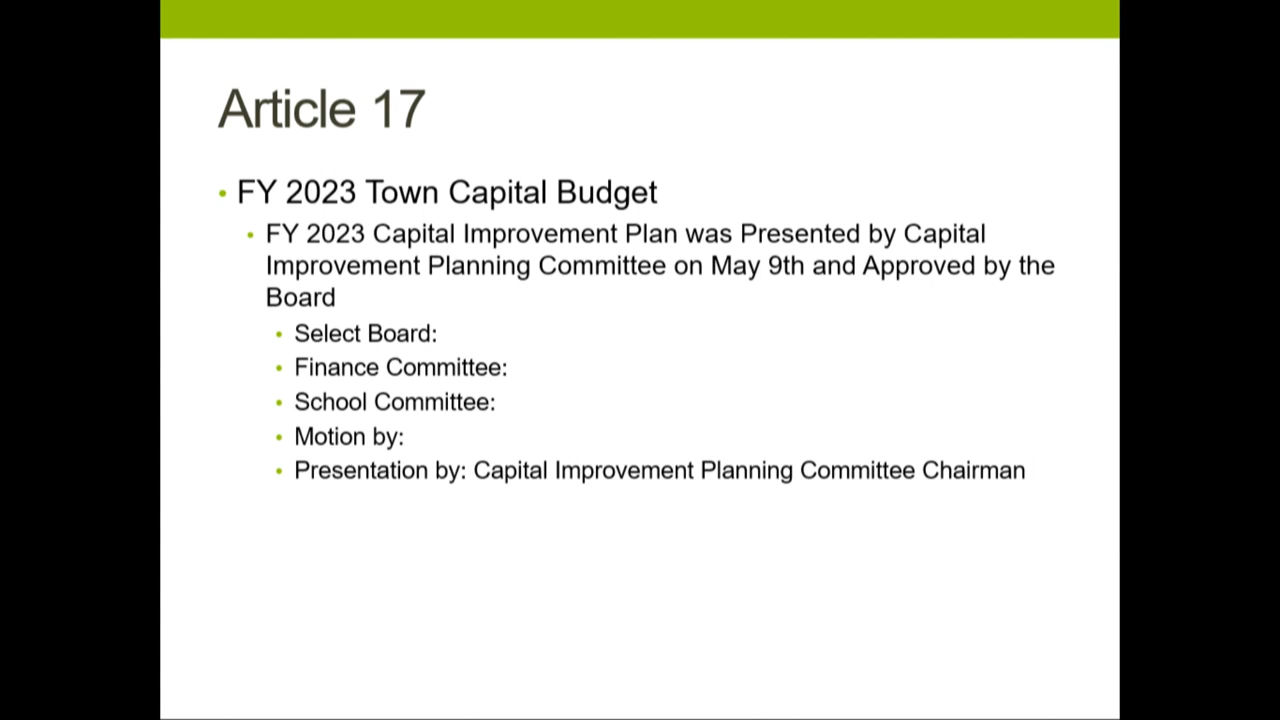 Article 17
• FY 2023 Town Capital Budget
• FY 2023 Capital Improvement Plan was Presented by Capital
Improvement Planning Committee on May 9th and Approved by the
Board
• Select Board:
• Finance Committee:
• School Committee:
• Motion by:
• Presentation by: Capital Improvement Planning Committee Chairman